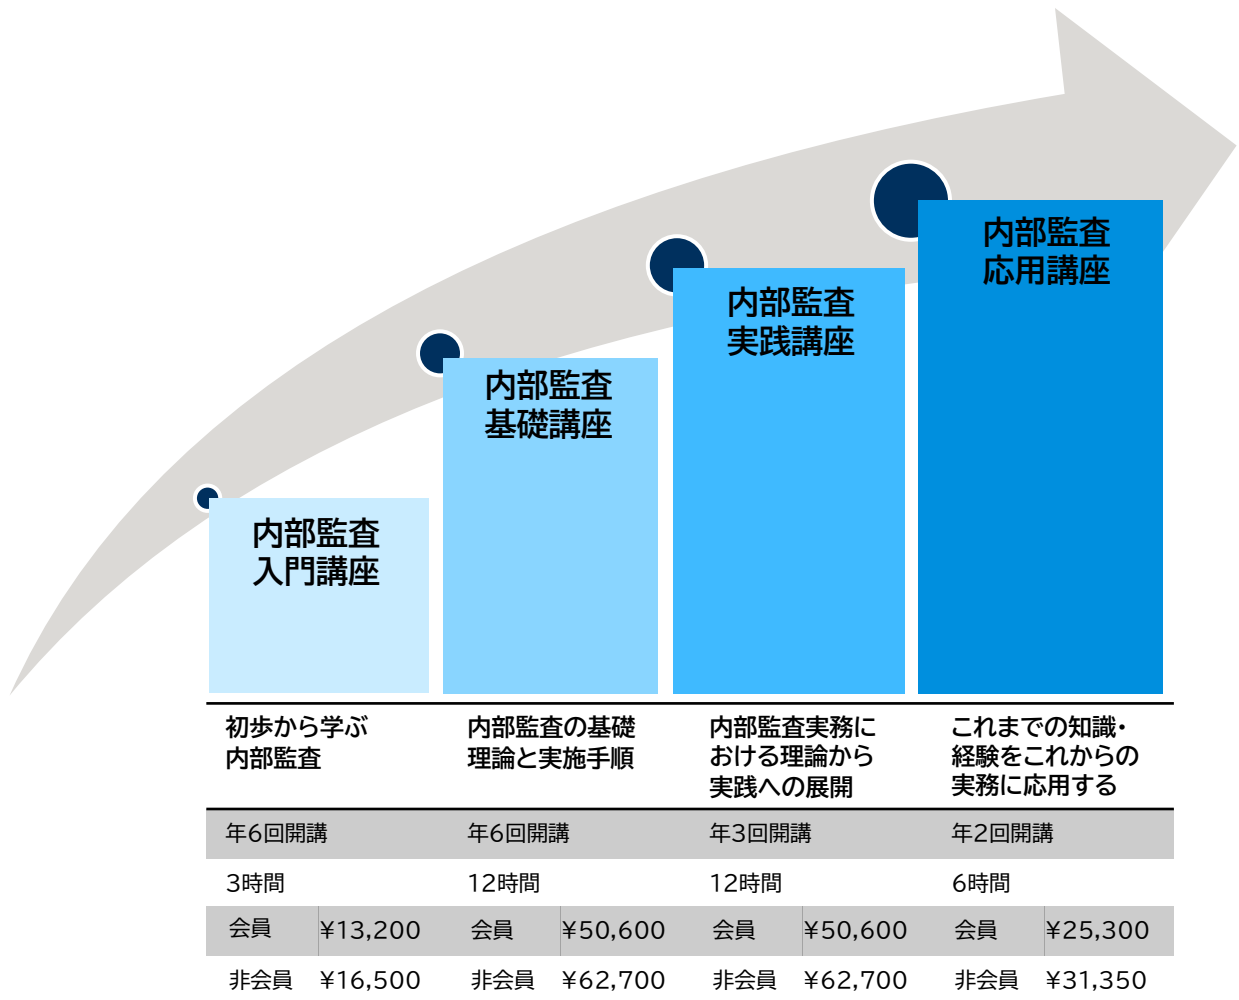 内部監査
入門講座
内部監査
基礎講座
内部監査
実践講座
内部監査
応用講座
初歩から学ぶ
内部監査
内部監査の基礎
理論と実施手順
内部監査実務に
おける理論から
実践への展開
これまでの知識・
経験をこれからの
実務に応用する
年6回開講 年6回開講 年3回開講 年2回開講
3時間 12時間 12時間 6時間
会員 ¥13,200 会員 ¥50,600 会員 ¥50,600 会員 ¥25,300
非会員 ¥16,500 非会員 ¥62,700 非会員 ¥62,700 非会員 ¥31,350